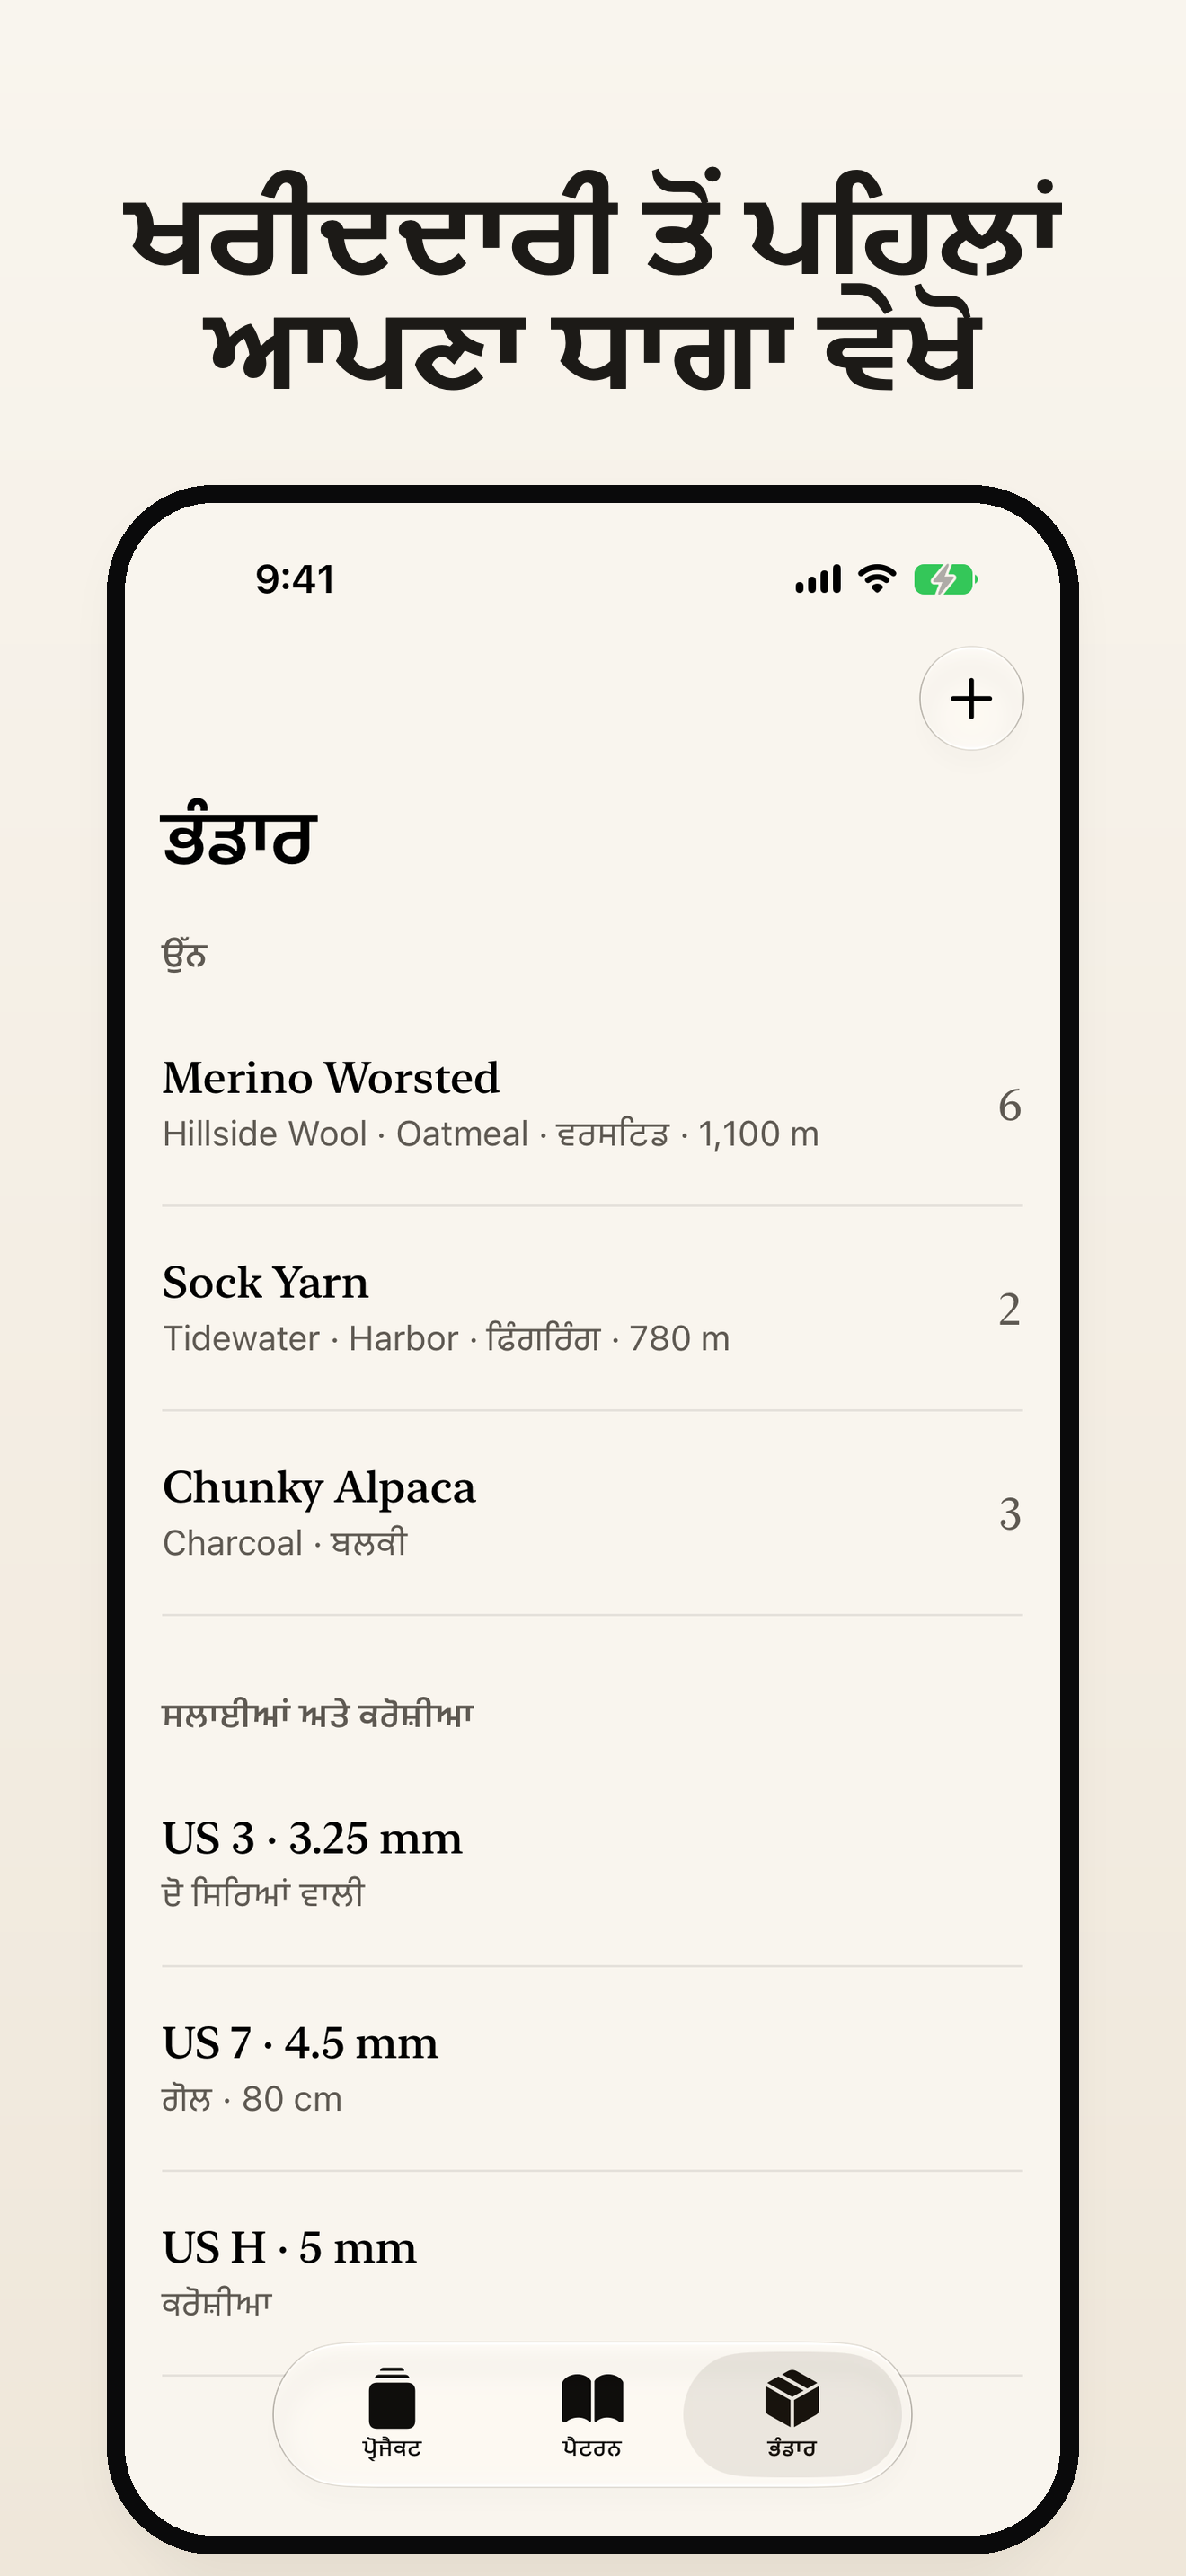 ਖਰੀਦਦਾਰੀ ਤੋਂ ਪਹਿਲਾਂ
ਆਪਣਾ ਧਾਗਾ ਵੇਖੋ
9:41
ਭੰਡਾਰ
ਉੱਨ
Merino Worsted
6
Hillside Wool · Oatmeal · ਵਰਸਟਿਡ · 1,100 m
Sock Yarn
2
Tidewater · Harbor · ਫਿੰਗਰਿੰਗ · 780 m
Chunky Alpaca
3
Charcoal · ਬਲਕੀ
ਸਲਾਈਆਂ ਅਤੇ ਕਰੋਸ਼ੀਆ
US 3 · 3.25 mm
ਦੋ ਸਿਰਿਆਂ ਵਾਲੀ
US 7 · 4.5 mm
ਗੋਲ · 80 cm
US H · 5 mm
ਕਰੋਸ਼ੀਆ
ਪ੍ਰੋਜੈਕਟ ਪੈਟਰਨ ਭੰਡਾਰ